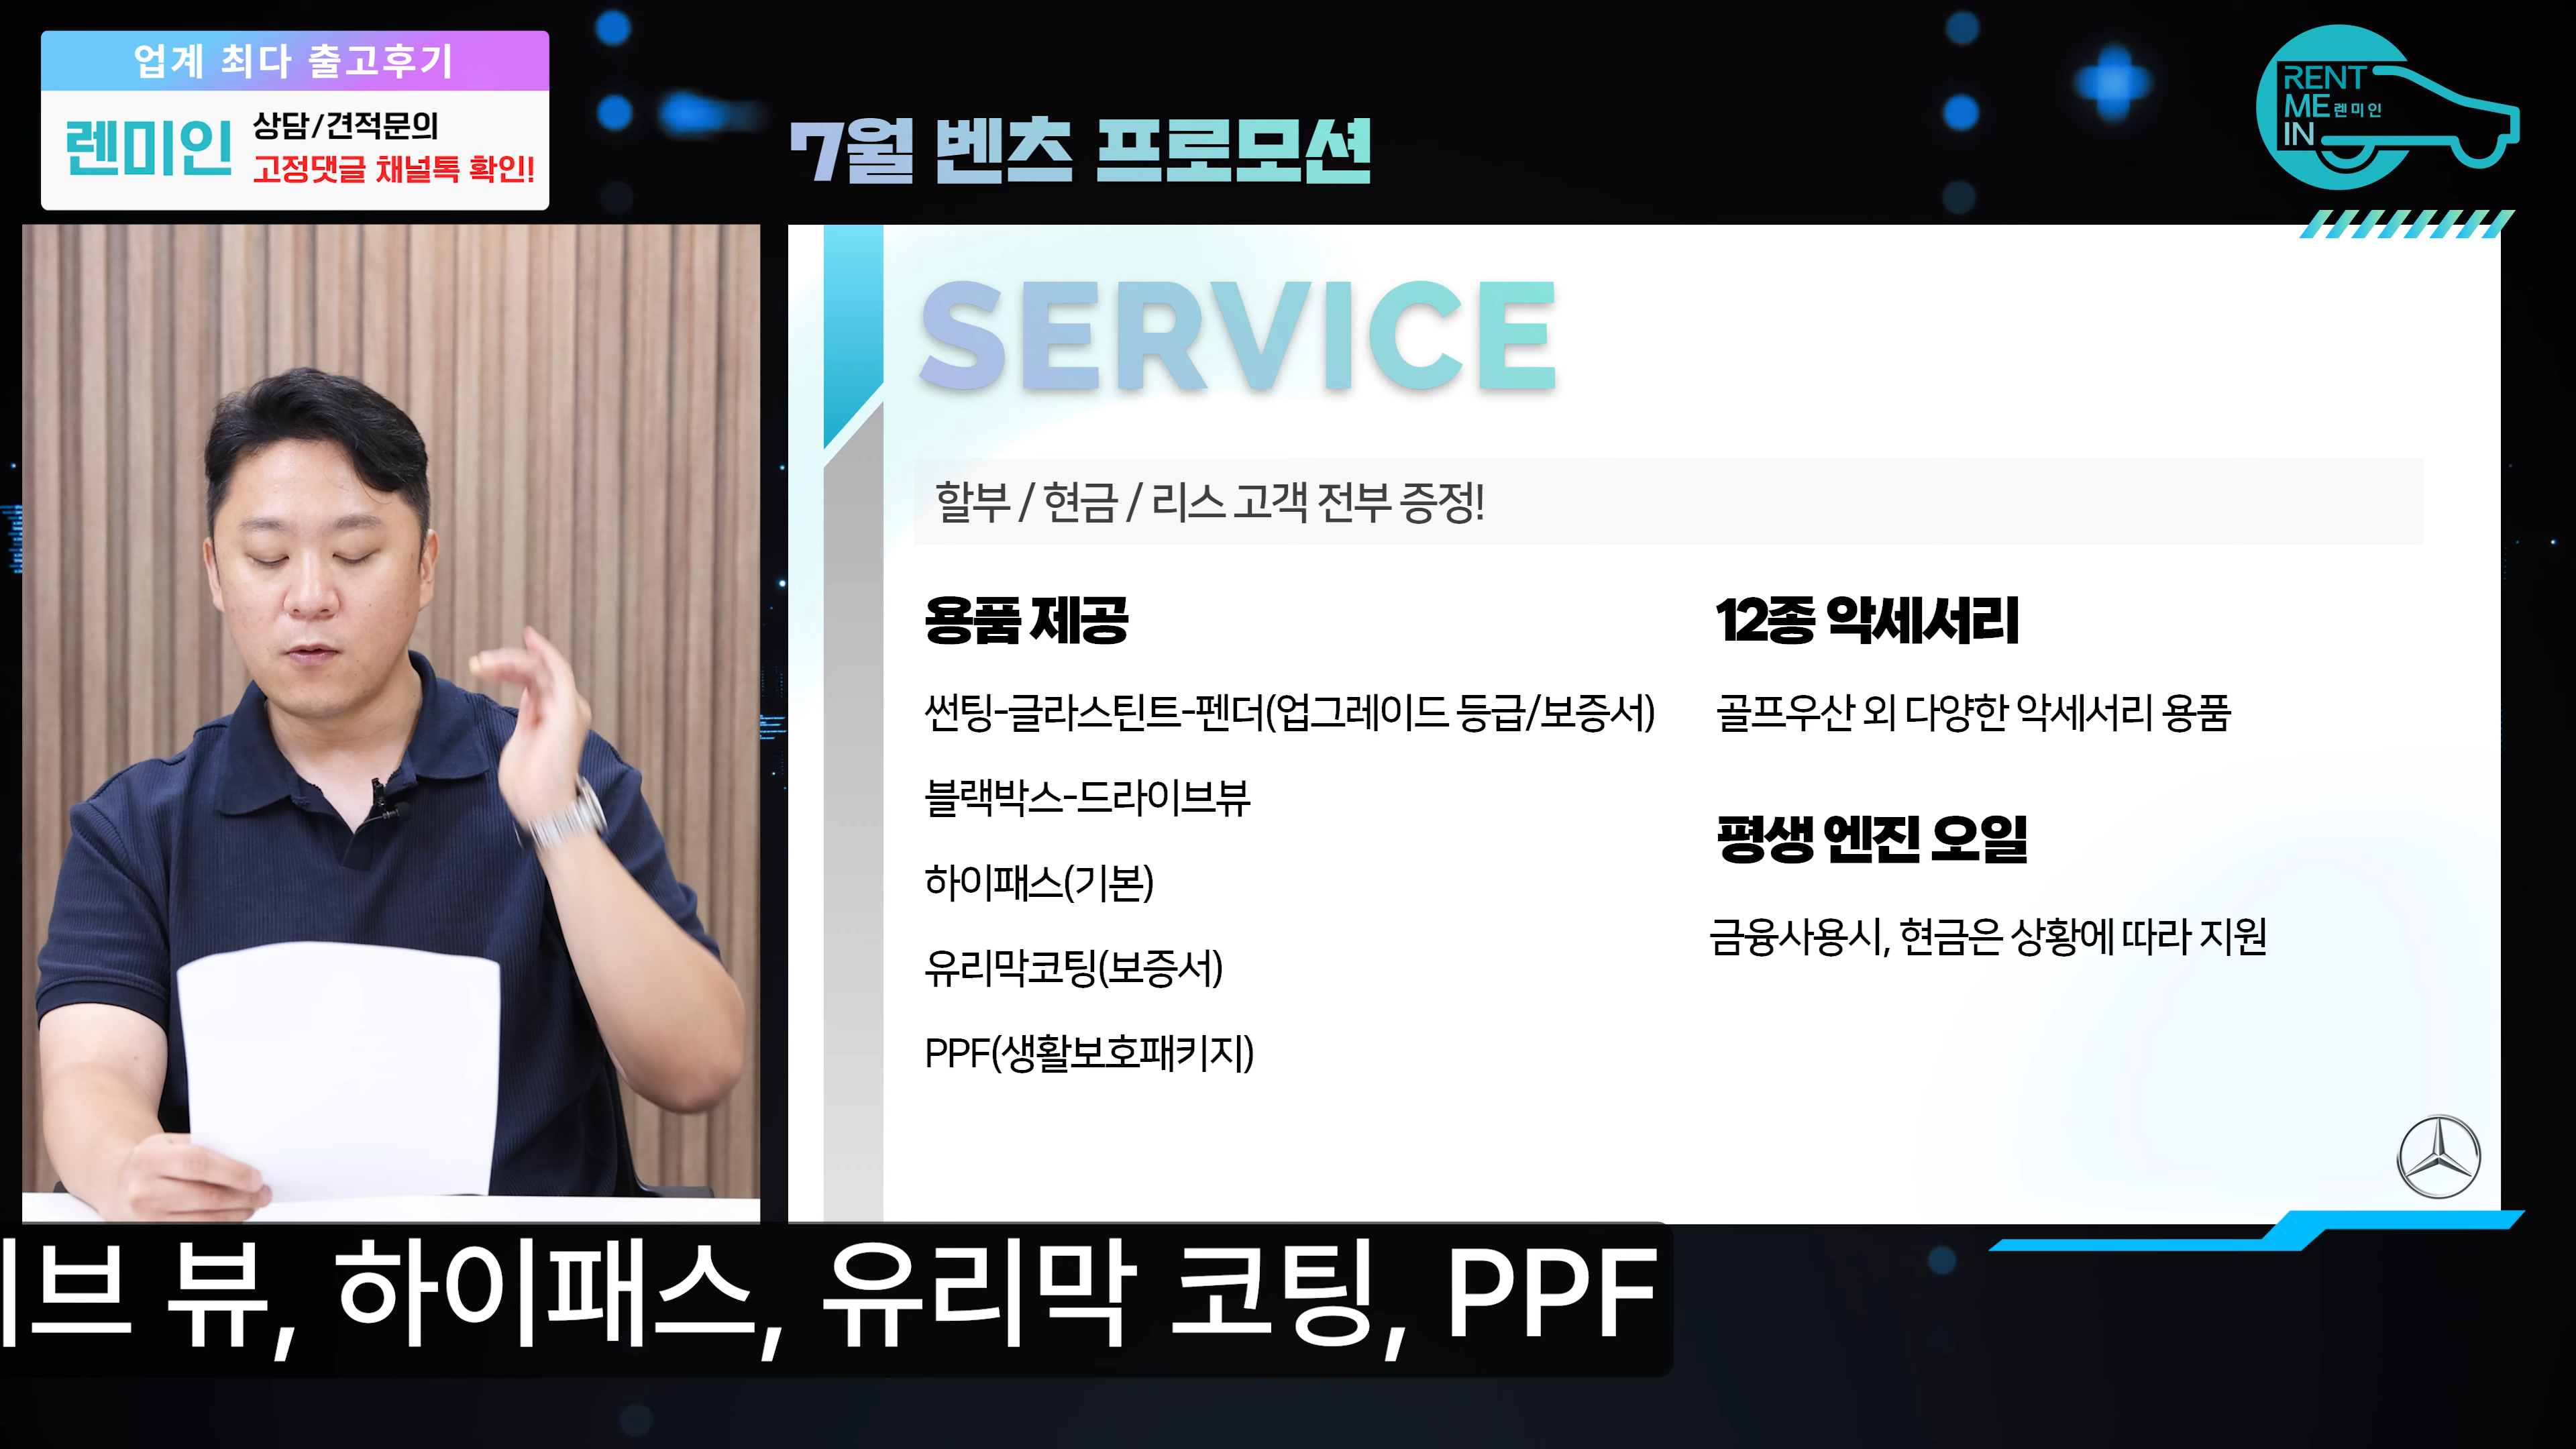 업계 최다 출고후기
렌미인
상담/견적문의
고정댓글 채널톡 확인!
7월 벤츠 프로모션
RENT
ME 렌미인
IN
SERVICE
할부 / 현금 / 리스 고객 전부 증정!
용품 제공
썬팅-글라스틴트-펜더(업그레이드 등급/보증서)
블랙박스-드라이브뷰
하이패스(기본)
유리막코팅(보증서)
PPF(생활보호패키지)
12종 악세서리
골프우산 외 다양한 악세서리 용품
평생 엔진 오일
금융사용시, 현금은 상황에 따라 지원
브 뷰, 하이패스, 유리막 코팅, PPF